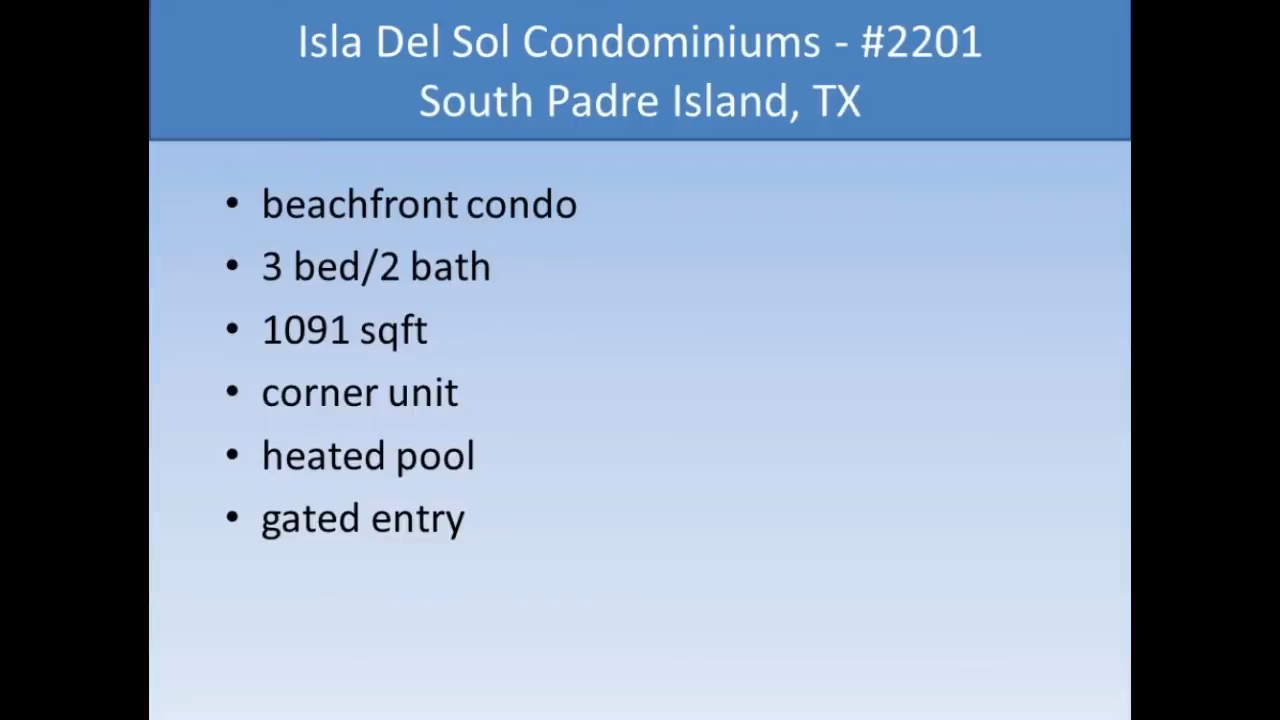 Isla Del Sol Condominiums - #2201
South Padre Island, TX
• beachfront condo
• 3 bed/2 bath
• 1091 sqft
• corner unit
• heated pool
• gated entry